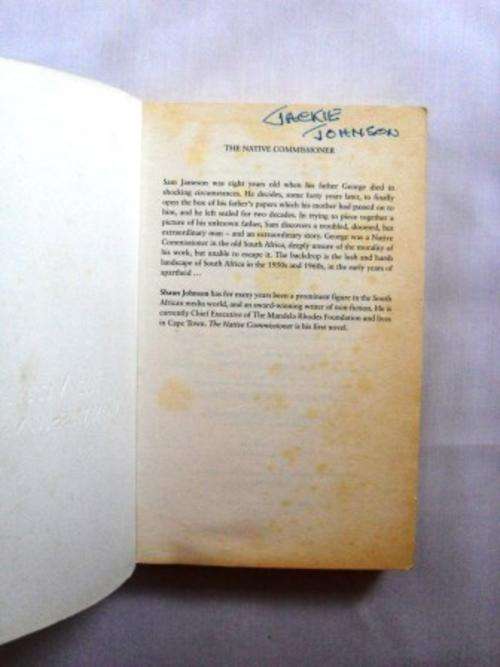 JACKIE
JOHNSON
THE NATIVE COMMISSIONER
Sam Jameson was eight years old when his father George died in
shocking circumstances. He decides, some forty years later, to finally
open the box of his father's papers which his mother had passed on to
him, and he left sealed for two decades. In trying to piece together a
picture of his unknown father, Sam discovers a troubled, doomed, but
extraordinary man – and an extraordinary story. George was a Native
Commissioner in the old South Africa, deeply unsure of the morality of
his work, but unable to escape it. The backdrop is the lush and harsh
landscape of South Africa in the 1950s and 1960s, in the early years of
apartheid ...
Shaun Johnson has for many years been a prominent figure in the South
African media world, and an award-winning writer of non-fiction. He is
currently Chief Executive of The Mandela Rhodes Foundation and lives
in Cape Town. The Native Commissioner is his first novel.